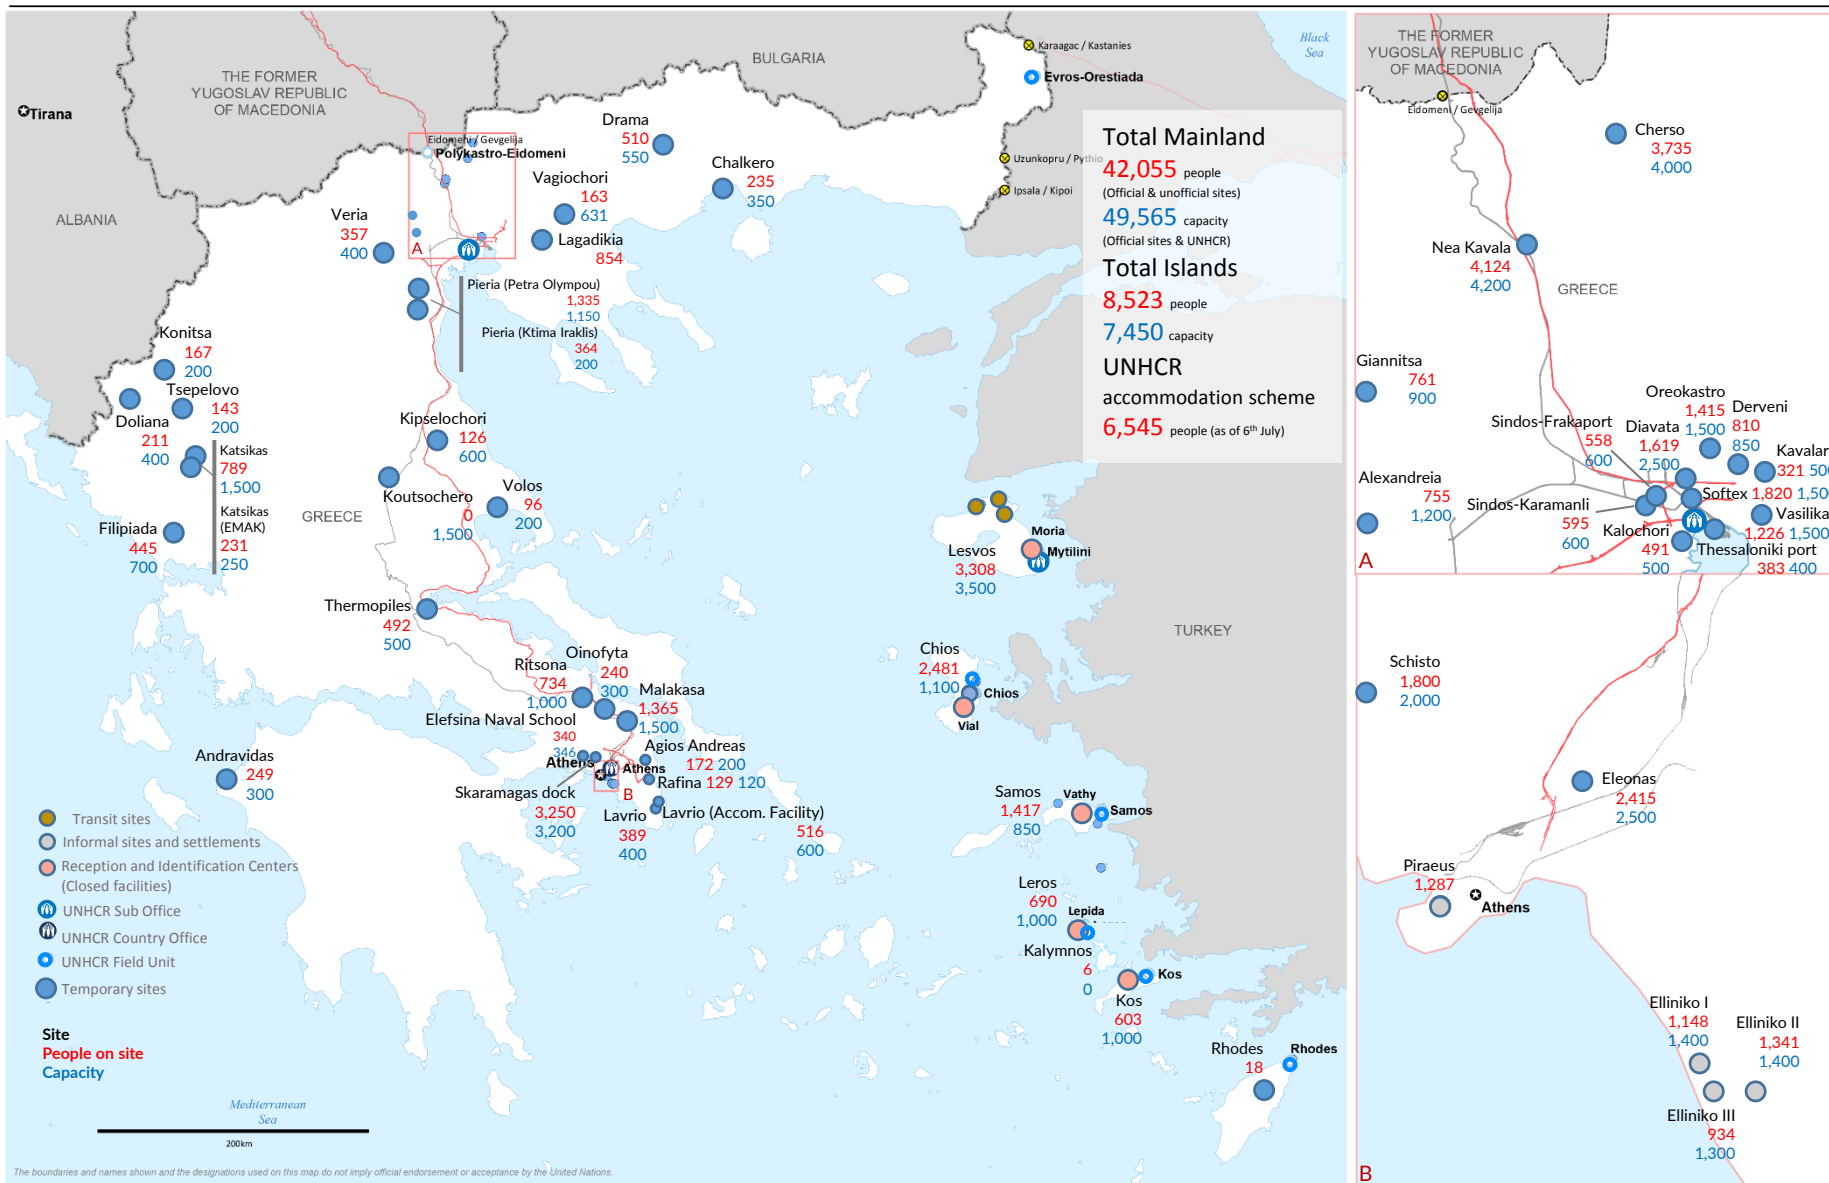 THE FORMER
YUGOSLAV REPUBLIC
OF MACEDONIA
BULGARIA
Black
Sea
Karaagac / Kastanies
Evros-Orestiada
Tirana
ALBANIA
Eidomeni / Gevgelija
Polykastro-Eidomeni
Drama
510
550
Chalkero
235
350
Vagiochori
163
631
Lagadikia
854
Veria
357
400
A
Uzunkopru / Pythio
Ipsala / Kipoi
Total Mainland
42,055 people
(Official & unofficial sites)
49,565 capacity
(Official sites & UNHCR)
Total Islands
8,523 people
7,450 capacity
UNHCR
accommodation scheme
6,545 people (as of 6th July)
Pieria (Petra Olympou)
1,335
1,150
Pieria (Ktima Iraklis)
364
200
Konitsa
167
200
Tsepelovo
143
200
Doliana
211
400
Katsikas
789
1,500
Katsikas
(EMAK)
231
250
Filipiada
445
700
GREECE
Kipselochori
126
600
Koutsochero
0
1,500
Volos
96
200
Thermopiles
492
500
Oinofyta
240
300
Ritsona
734
1,000
Malakasa
1,365
1,500
Elefsina Naval School
340
346
Athens
Athens
Agios Andreas
172 200
Rafina 129 120
B
Skaramagas dock
3,250
3,200
Lavrio
389
400
Lavrio (Accom. Facility)
516
600
Andravidas
249
300
Moria
Mytilini
Lesvos
3,308
3,500
TURKEY
Chios
2,481
1,100
Chios
Vial
Samos
1,417
850
Vathy
Samos
Leros
690
1,000
Lepida
Kalymnos
6
0
Kos
Kos
603
1,000
Rhodes
18
Rhodes
Transit sites
Informal sites and settlements
Reception and Identification Centers
(Closed facilities)
UNHCR Sub Office
UNHCR Country Office
UNHCR Field Unit
Temporary sites
Site
People on site
Capacity
Mediterranean
Sea
200km
The boundaries and names shown and the designations used on this map do not imply official endorsement or acceptance by the United Nations.
THE FORMER
YUGOSLAV REPUBLIC
OF MACEDONIA
Eidomeni / Gevgelija
Cherso
3,735
4,000
Nea Kavala
4,124
4,200
GREECE
Giannitsa
761
900
Alexandreia
755
1,200
Sindos-Frakaport
558
600
Oreokastro
1,415
1,500
Diavata
1,619
2,500
Derveni
810
850
Kavalar
321 500
Softex 1,820 1,500
Sindos-Karamanli
595
600
Vasilika
1,226 1,500
Kalochori
491
500
Thessaloniki port
383 400
A
Schisto
1,800
2,000
Eleonas
2,415
2,500
Piraeus
1,287
Athens
Elliniko I
1,148
1,400
Elliniko II
1,341
1,400
Elliniko III
934
1,300
B